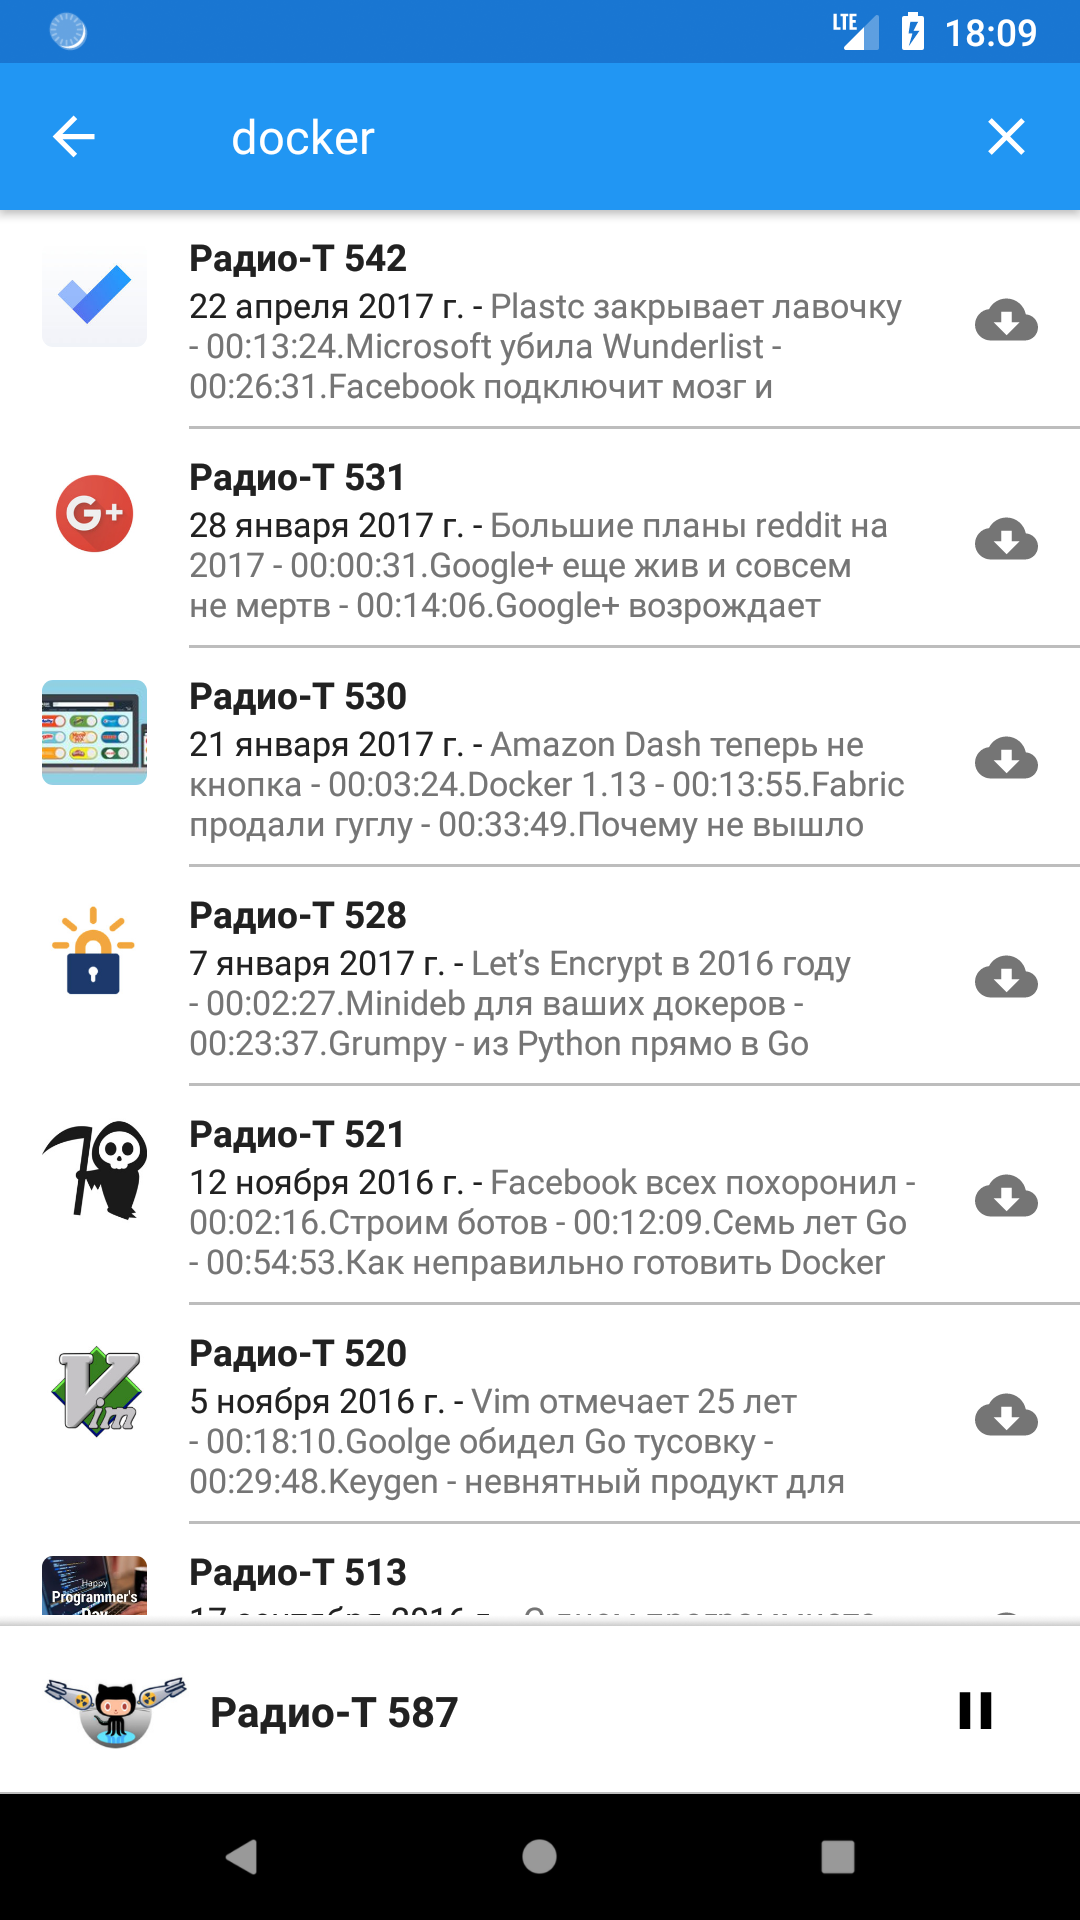 LTE 18:09
docker
Радио-Т 542
22 апреля 2017 г. - Plastc закрывает лавочку
- 00:13:24.Microsoft убила Wunderlist -
00:26:31.Facebook подключит мозг и
G+
Радио-Т 531
28 января 2017 г. - Большие планы reddit на
2017 - 00:00:31.Google+ еще жив и совсем
не мертв - 00:14:06.Google+ возрождает
Радио-Т 530
21 января 2017 г. - Amazon Dash теперь не
кнопка - 00:03:24.Docker 1.13 - 00:13:55.Fabric
продали гуглу - 00:33:49.Почему не вышло
Радио-Т 528
7 января 2017 г. - Let’s Encrypt в 2016 году
- 00:02:27.Minideb для ваших докеров -
00:23:37.Grumpy - из Python прямо в Go
Радио-Т 521
12 ноября 2016 г. - Facebook всех похоронил -
00:02:16.Строим ботов - 00:12:09.Семь лет Go
- 00:54:53.Как неправильно готовить Docker
Vim
Радио-Т 520
5 ноября 2016 г. - Vim отмечает 25 лет
- 00:18:10.Goolge обидел Go тусовку -
00:29:48.Keygen - невнятный продукт для
Happy
Programmer's
Day
Радио-Т 513
17 сентября 2016 г. - С днем программиста
Радио-Т 587